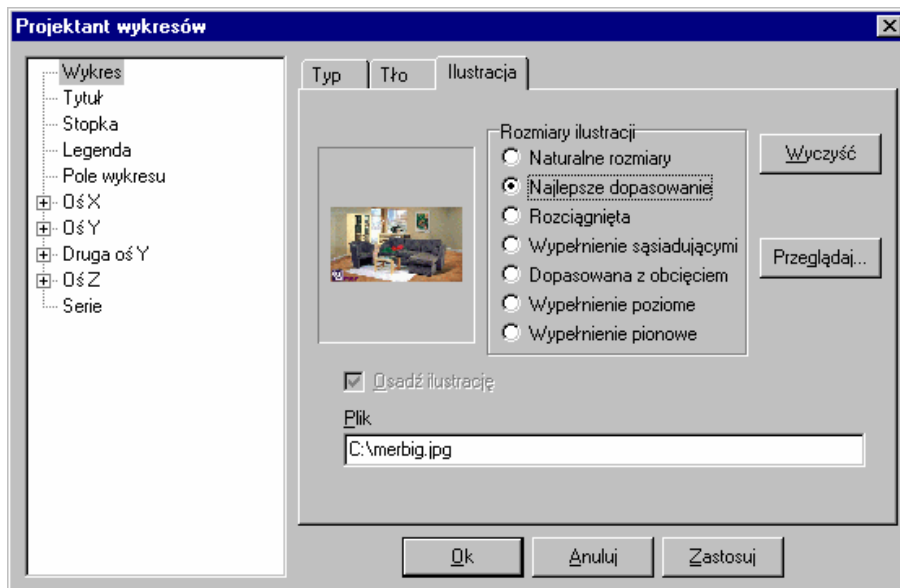 Projektant wykresów
Wykres
Tytuł
Stopka
Legenda
Pole wykresu
Oś X
Oś Y
Druga oś Y
Oś Z
Serie
Typ
Tło
Ilustracja
Rozmiary ilustracji
Naturalne rozmiary
Najlepsze dopasowanie
Rozciągnięta
Wypełnienie sąsiadującymi
Dopasowana z obcięciem
Wypełnienie poziome
Wypełnienie pionowe
Wyczyść
Przeglądaj...
Osadź ilustrację
Plik
C:\merbig.jpg
Ok
Anuluj
Zastosuj